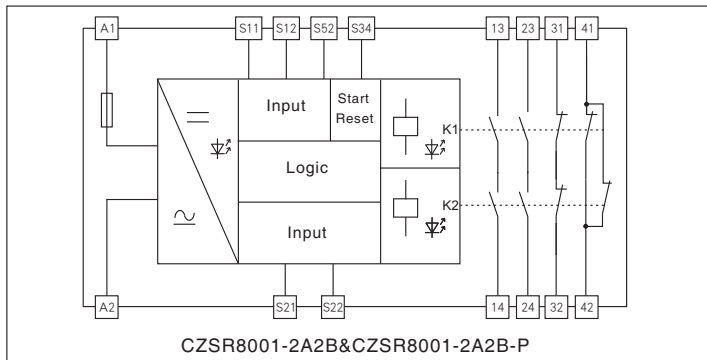 A1 S11 S12 S52 S34 13 23 31 41
Input
Start
Reset
K1
Logic
K2
Input
A2 S21 S22 14 24 32 42
CZSR8001-2A2B&CZSR8001-2A2B-P